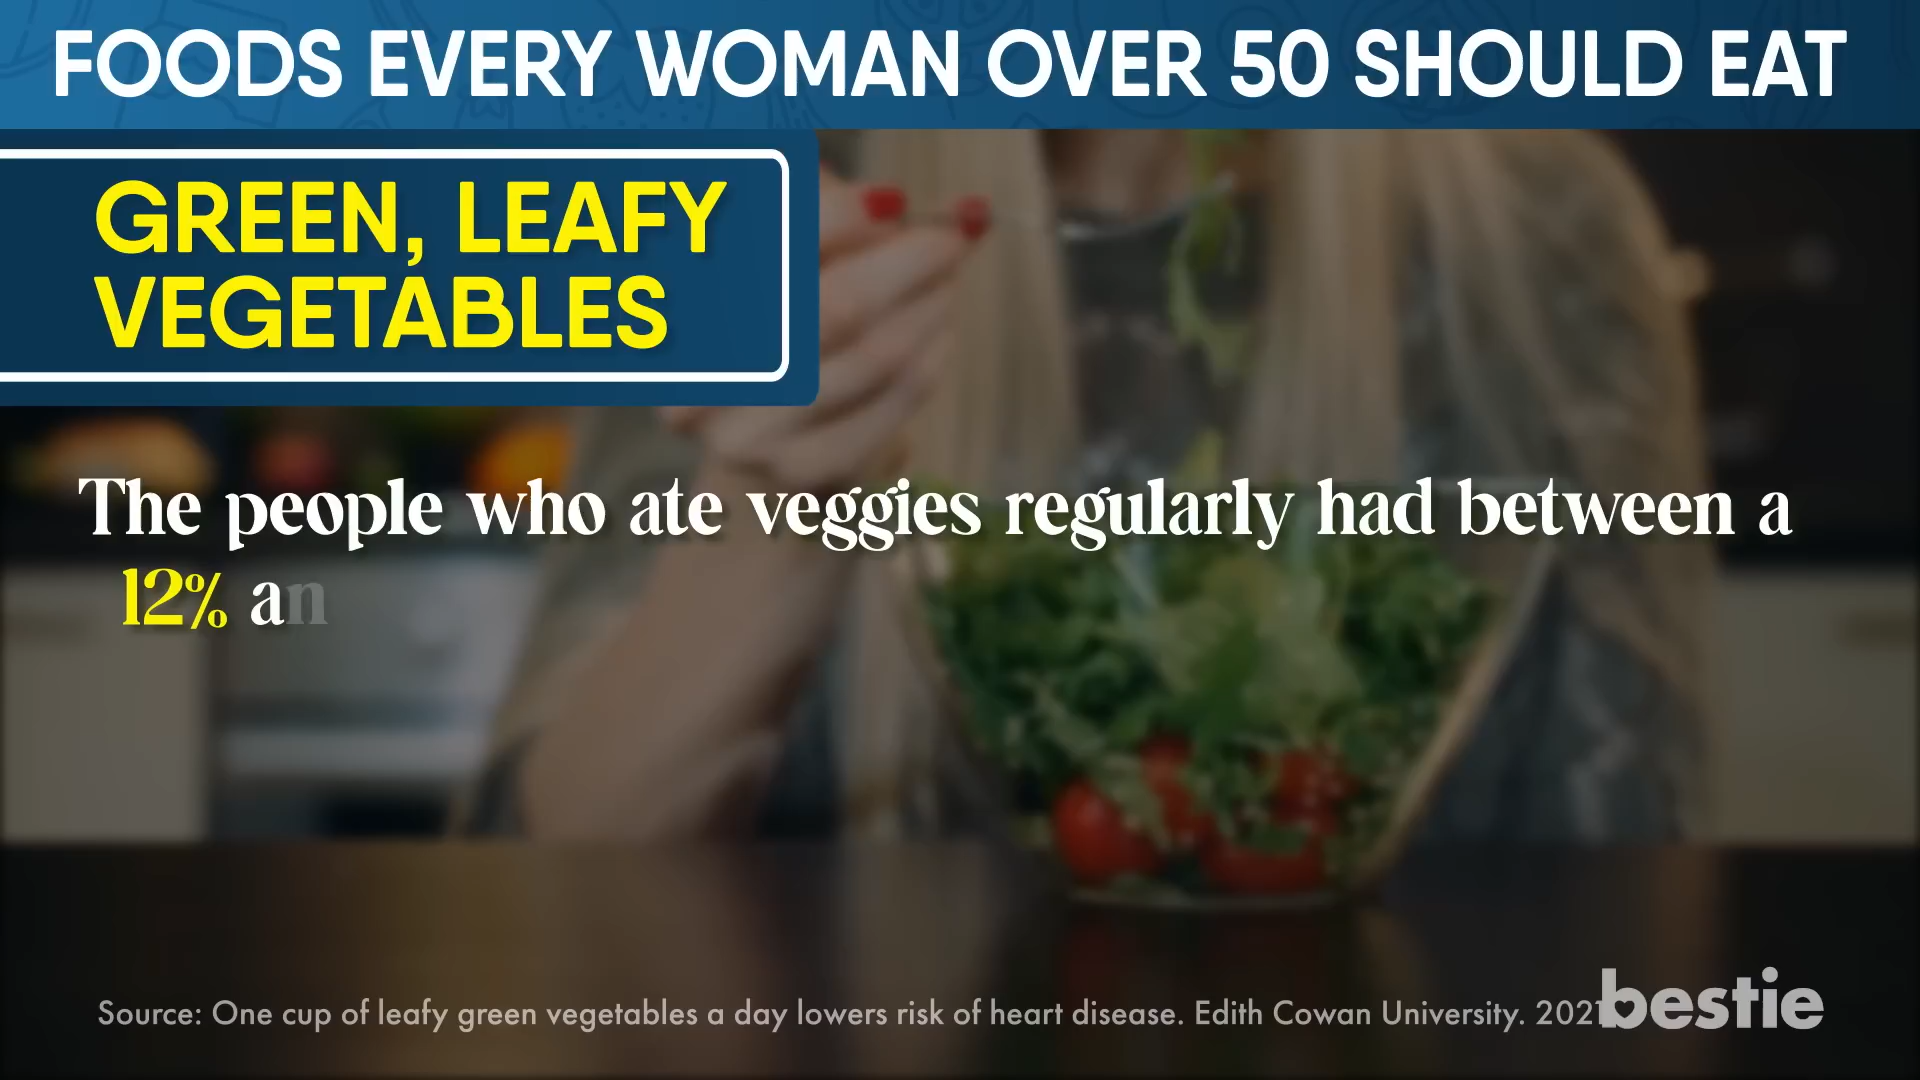 FOODS EVERY WOMAN OVER 50 SHOULD EAT
GREEN, LEAFY
VEGETABLES
The people who ate veggies regularly had between a
12% an
Source: One cup of leafy green vegetables a day lowers risk of heart disease. Edith Cowan University. 2021
bestie